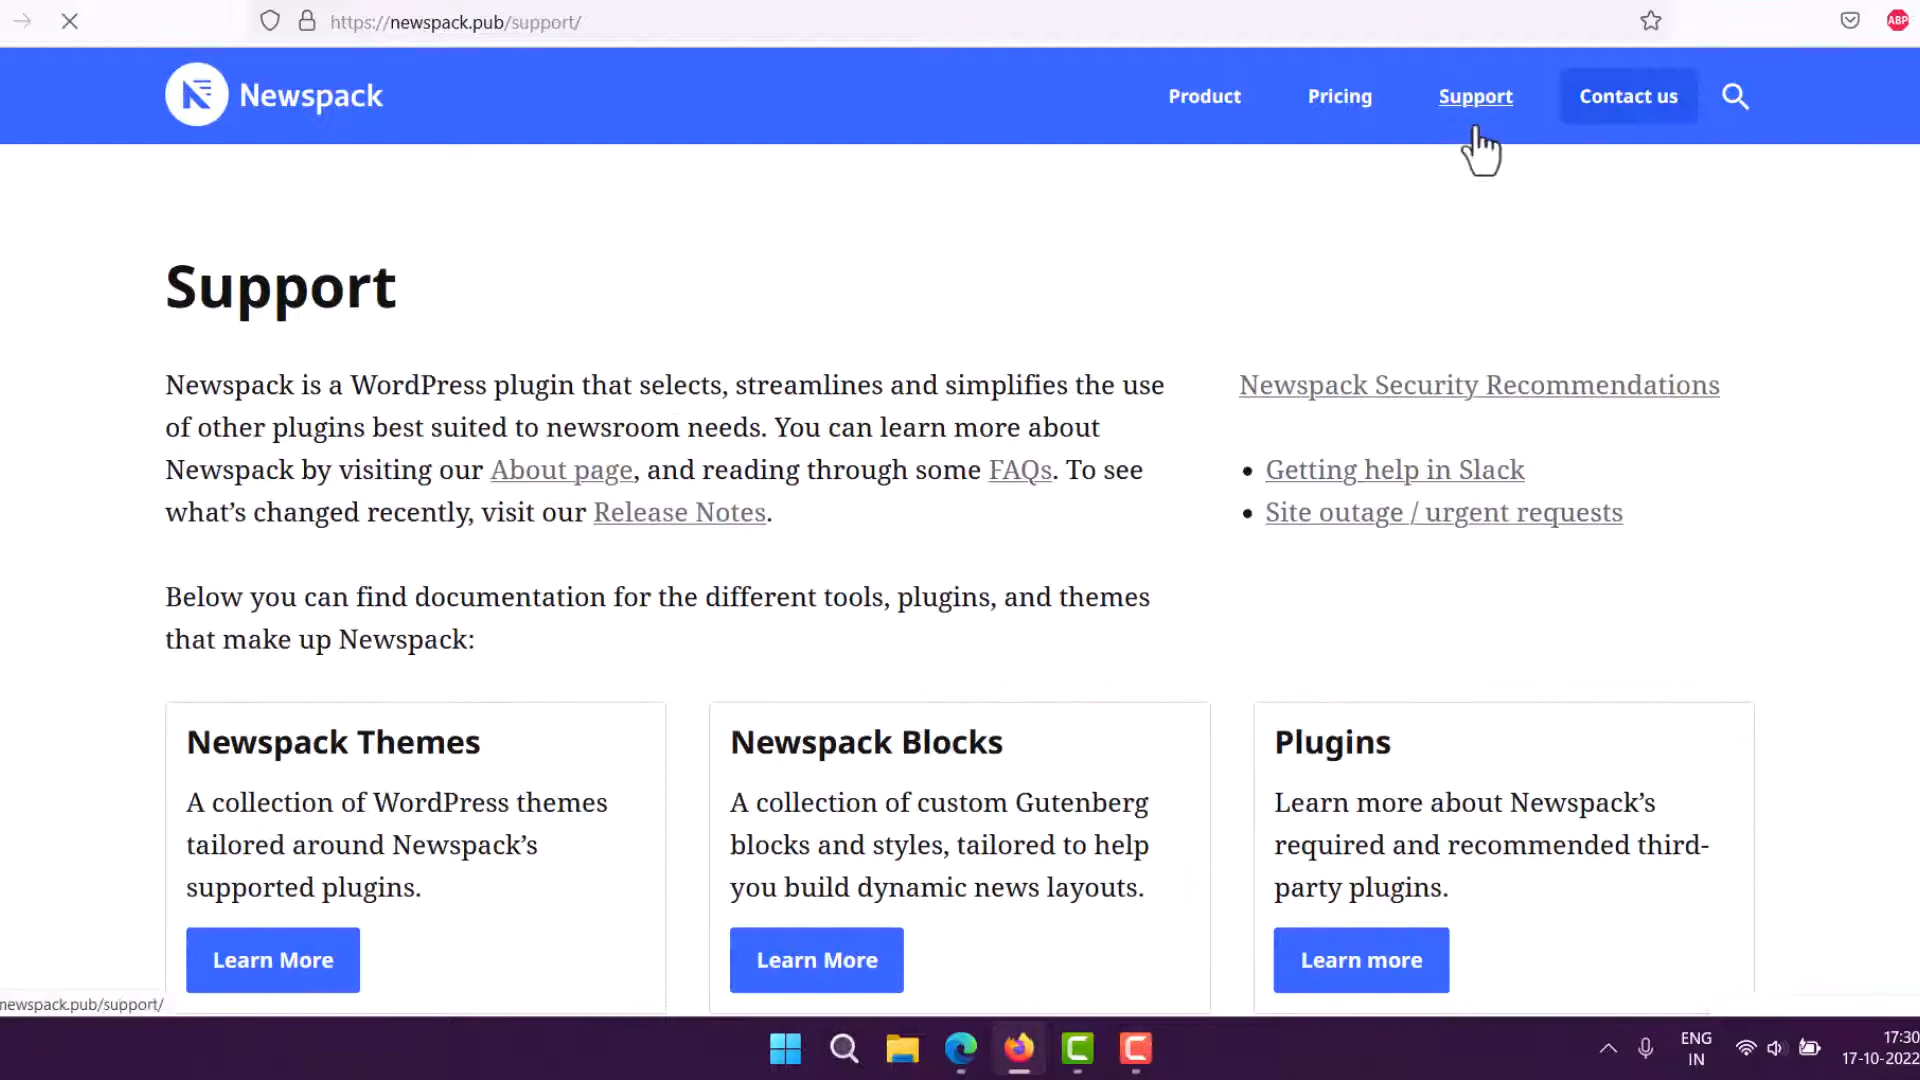 https://newspack.pub/support/
ABP
Newspack
Product
Pricing
Support
Contact us
Support
Newspack is a WordPress plugin that selects, streamlines and simplifies the use
of other plugins best suited to newsroom needs. You can learn more about
Newspack by visiting our About page, and reading through some FAQs. To see
what’s changed recently, visit our Release Notes.
Newspack Security Recommendations
• Getting help in Slack
• Site outage / urgent requests
Below you can find documentation for the different tools, plugins, and themes
that make up Newspack:
Newspack Themes
A collection of WordPress themes
tailored around Newspack’s
supported plugins.
Learn More
Newspack Blocks
A collection of custom Gutenberg
blocks and styles, tailored to help
you build dynamic news layouts.
Learn More
Plugins
Learn more about Newspack’s
required and recommended third-
party plugins.
Learn more
newspack.pub/support/
ENG
IN
17:30
17-10-2022